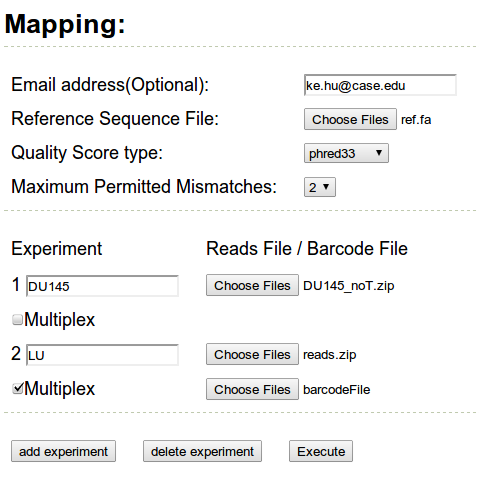 Mapping:
Email address(Optional): ke.hu@case.edu
Reference Sequence File: Choose Files ref.fa
Quality Score type: phred33
Maximum Permitted Mismatches: 2
Experiment Reads File / Barcode File
1 DU145 Choose Files DU145_noT.zip
Multiplex
2 LU Choose Files reads.zip
Multiplex Choose Files barcodeFile
add experiment delete experiment Execute